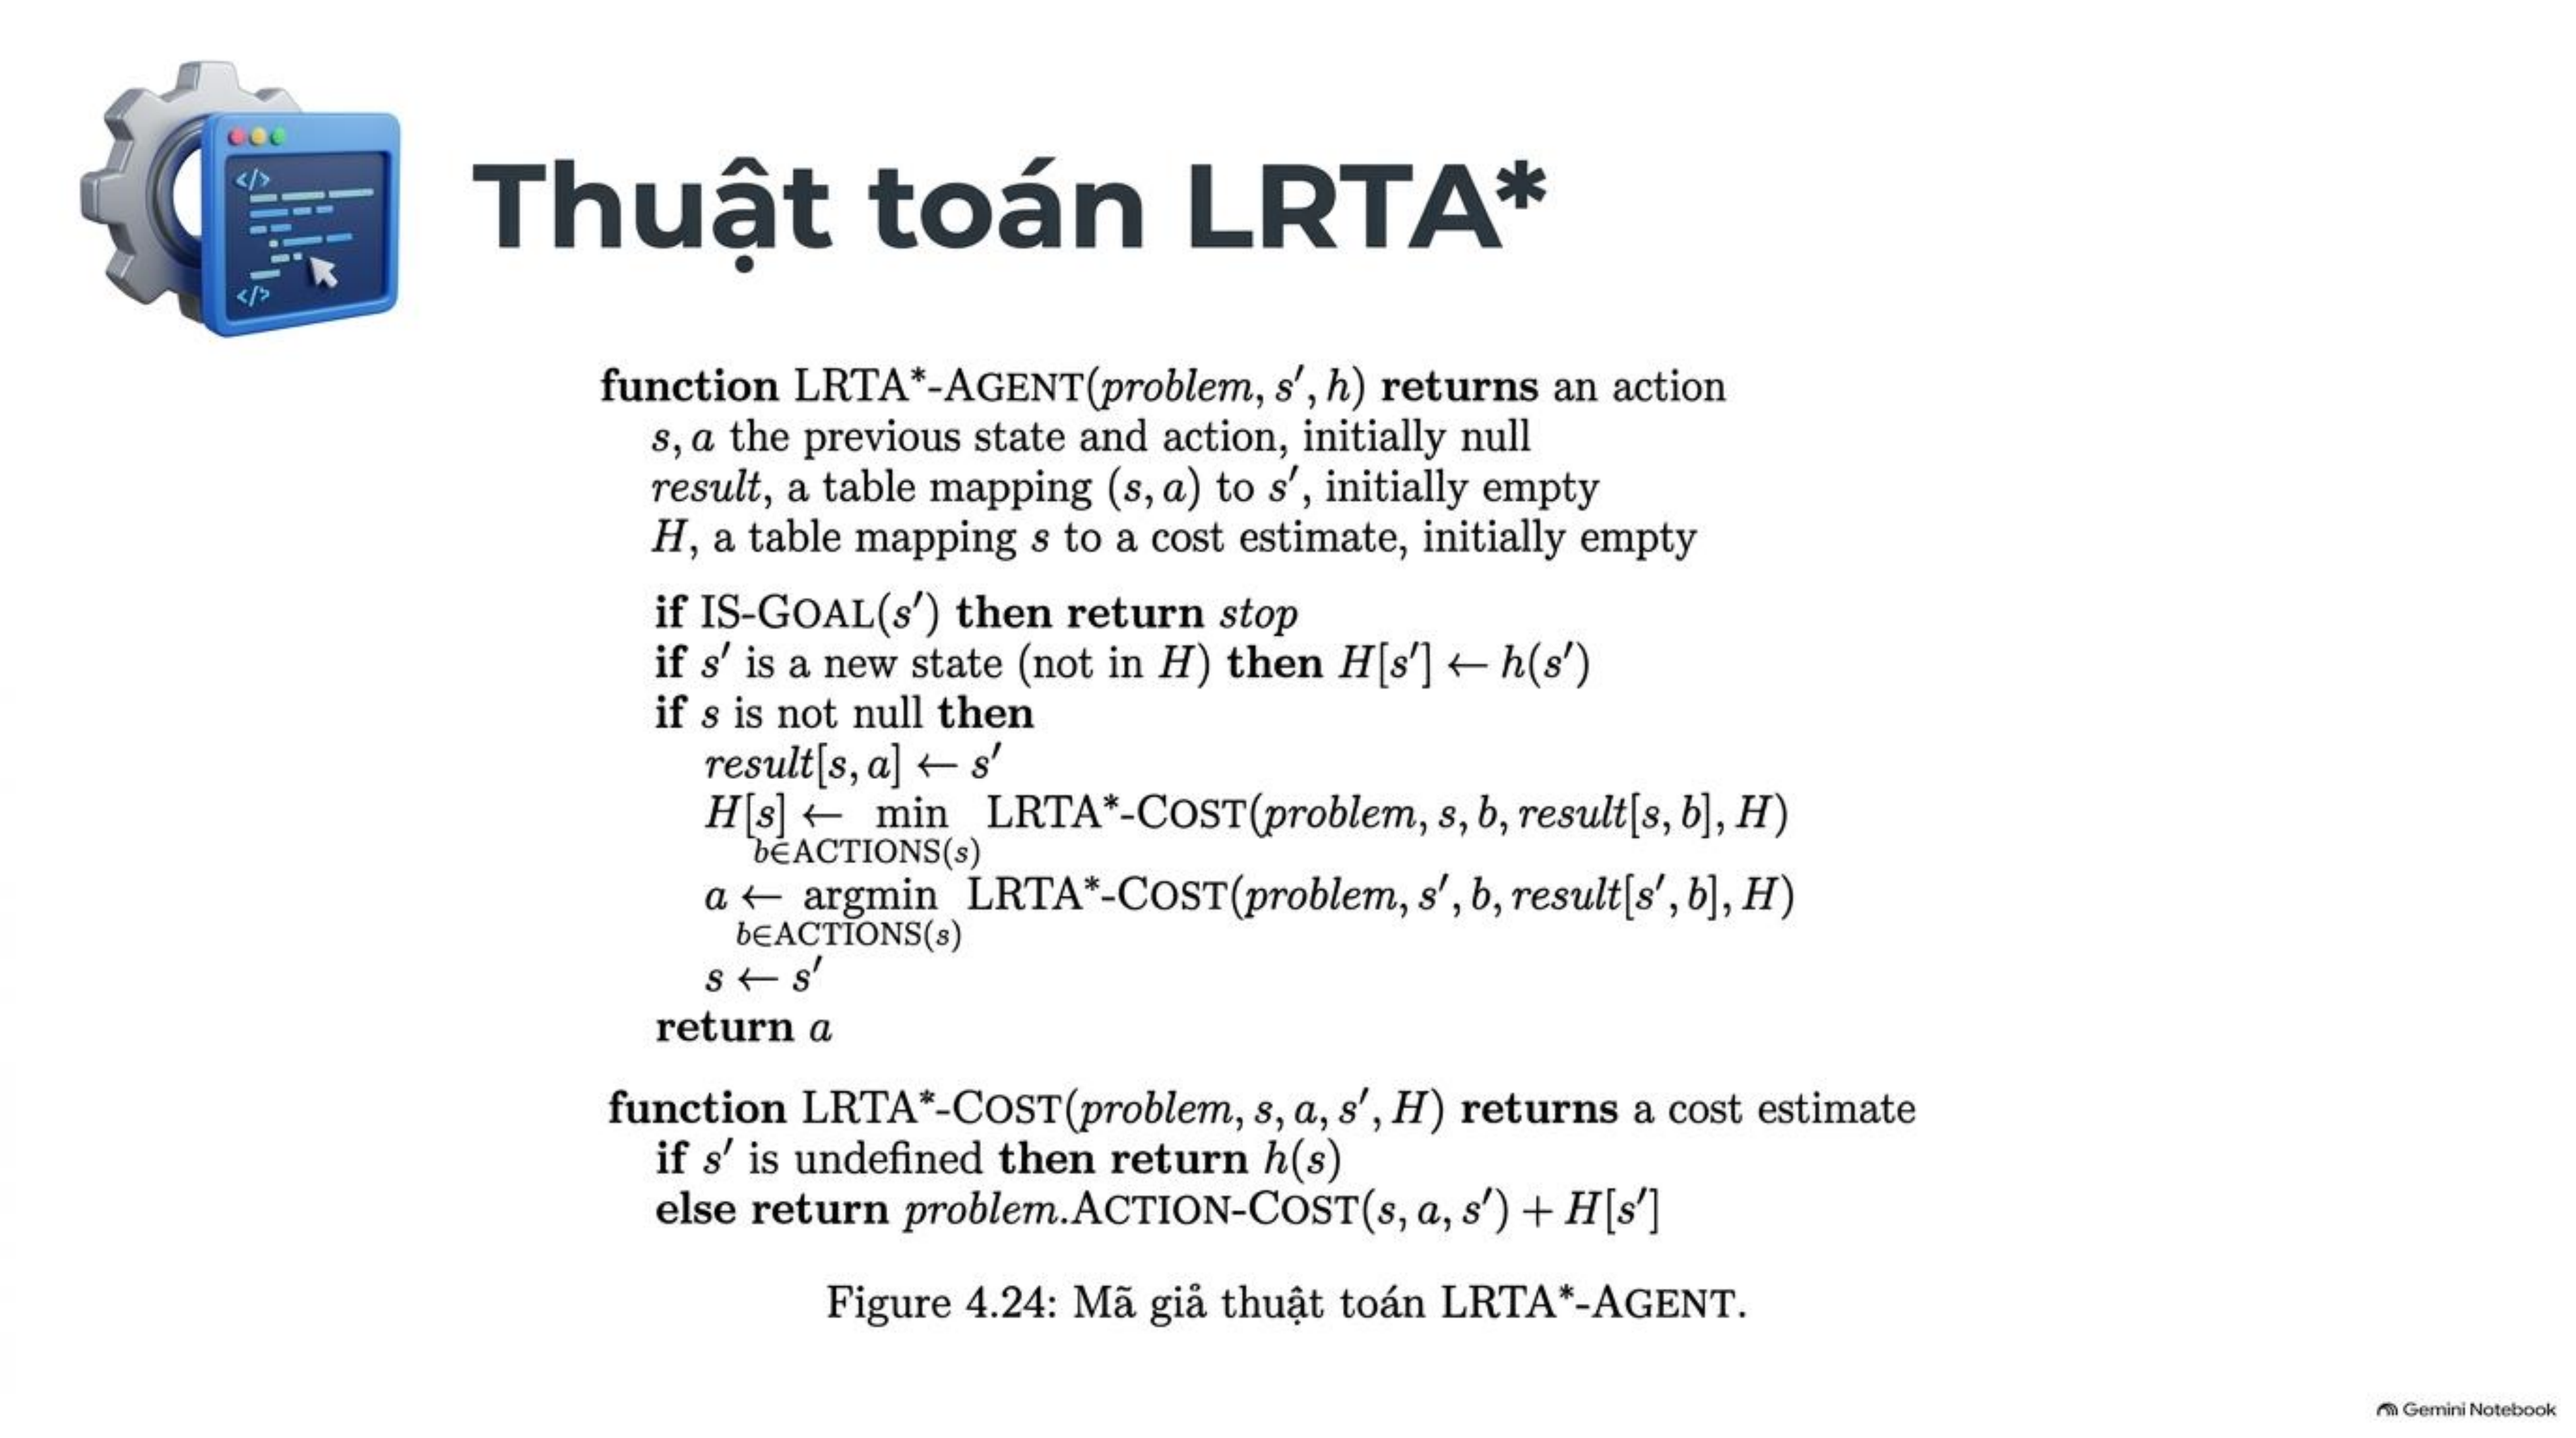 </>
</>
Thuật toán LRTA*
function LRTA*-AGENT(problem, s′, h) returns an action
s, a the previous state and action, initially null
result, a table mapping (s, a) to s′, initially empty
H, a table mapping s to a cost estimate, initially empty
if IS-GOAL(s′) then return stop
if s′ is a new state (not in H) then H[s′] ← h(s′)
if s is not null then
result[s, a] ← s′
H[s] ← min LRTA*-COST(problem, s, b, result[s, b], H)
b∈ACTIONS(s)
a ← argmin LRTA*-COST(problem, s′, b, result[s′, b], H)
b∈ACTIONS(s)
s ← s′
return a
function LRTA*-COST(problem, s, a, s′, H) returns a cost estimate
if s′ is undefined then return h(s)
else return problem.ACTION-COST(s, a, s′) + H[s′]
Figure 4.24: Mã giả thuật toán LRTA*-AGENT.
Gemini Notebook